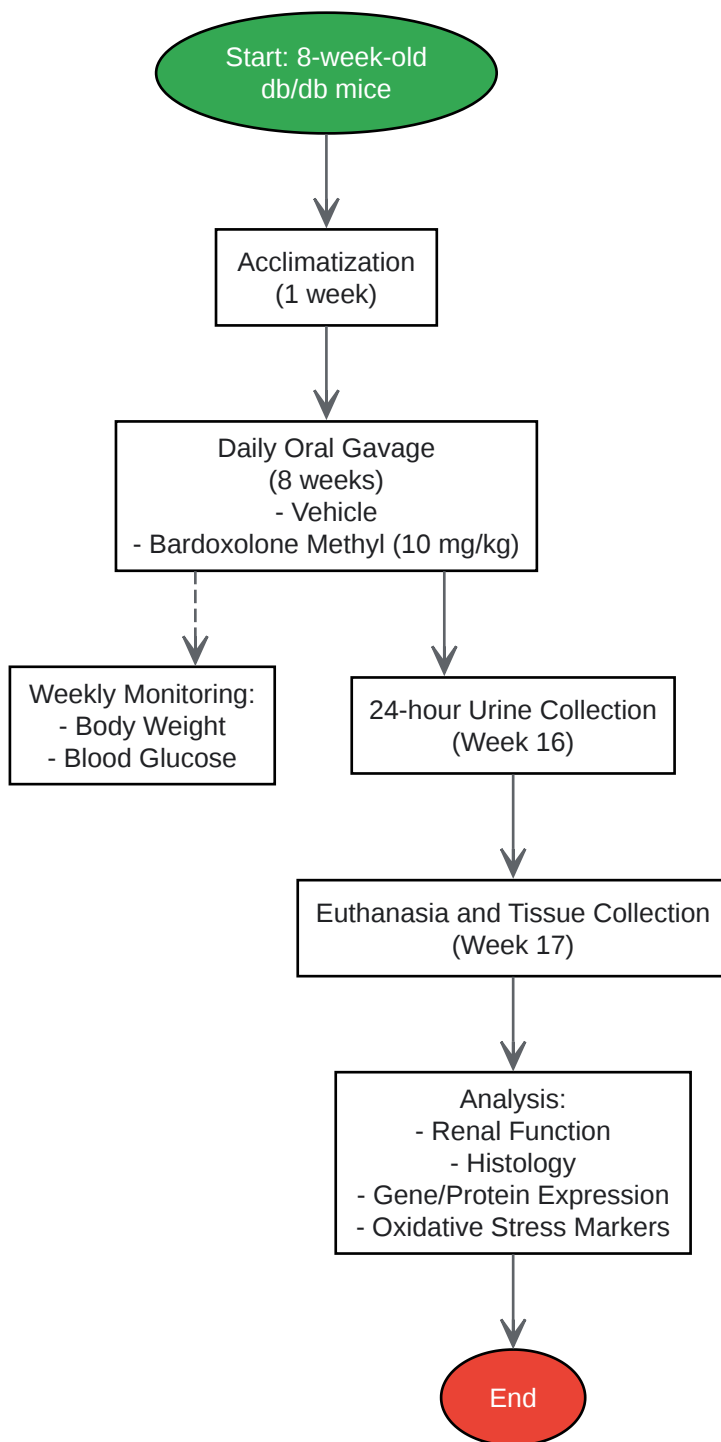 Start: 8-week-old
db/db mice
Acclimatization
(1 week)
Daily Oral Gavage
(8 weeks)
- Vehicle
- Bardoxolone Methyl (10 mg/kg)
Weekly Monitoring:
- Body Weight
- Blood Glucose
24-hour Urine Collection
(Week 16)
Euthanasia and Tissue Collection
(Week 17)
Analysis:
- Renal Function
- Histology
- Gene/Protein Expression
- Oxidative Stress Markers
End